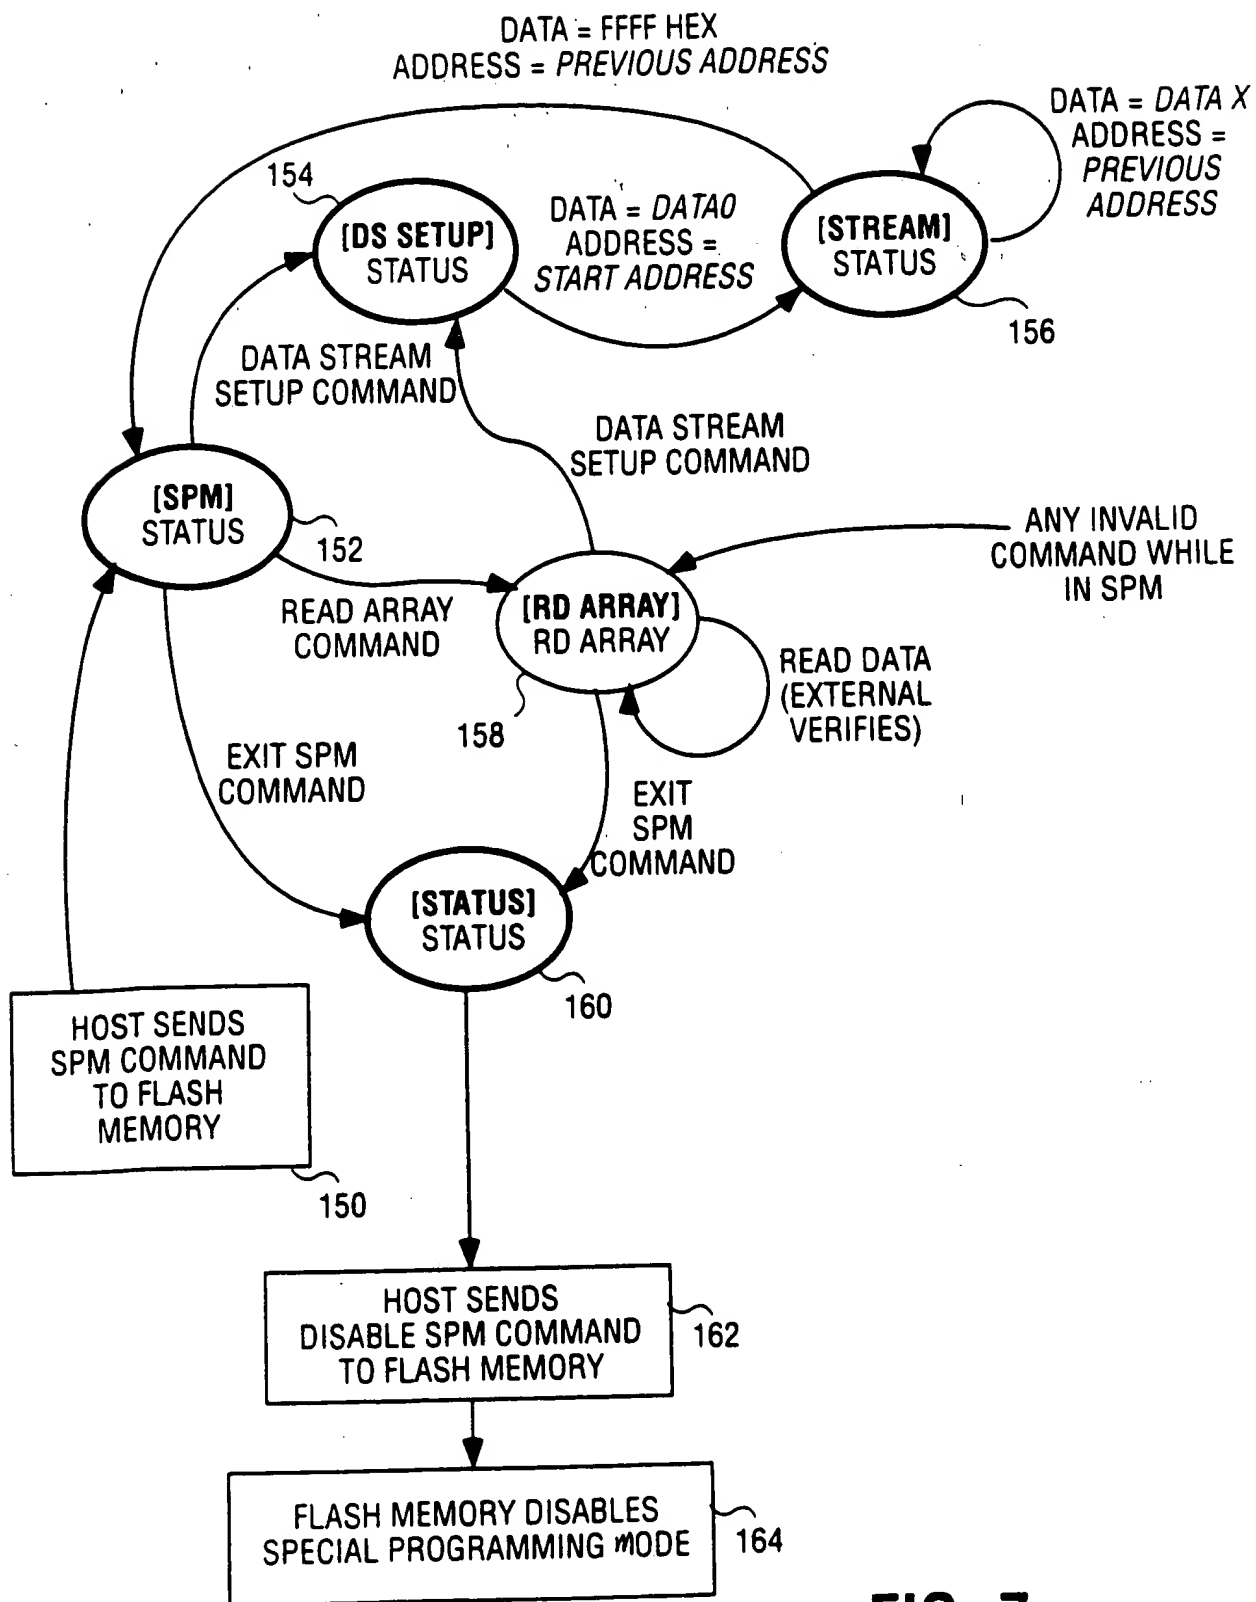 DATA = FFFF HEX
ADDRESS = PREVIOUS ADDRESS
DATA = DATA X
ADDRESS =
PREVIOUS
ADDRESS
154
[DS SETUP]
STATUS
DATA = DATA0
ADDRESS =
START ADDRESS
[STREAM]
STATUS
156
DATA STREAM
SETUP COMMAND
DATA STREAM
SETUP COMMAND
[SPM]
STATUS
152
ANY INVALID
COMMAND WHILE
IN SPM
READ ARRAY
COMMAND
[RD ARRAY]
RD ARRAY
158
READ DATA
(EXTERNAL
VERIFIES)
EXIT SPM
COMMAND
EXIT
SPM
COMMAND
[STATUS]
STATUS
160
HOST SENDS
SPM COMMAND
TO FLASH
MEMORY
150
HOST SENDS
DISABLE SPM COMMAND
TO FLASH MEMORY
162
FLASH MEMORY DISABLES
SPECIAL PROGRAMMING mODE
164
FIG. 7